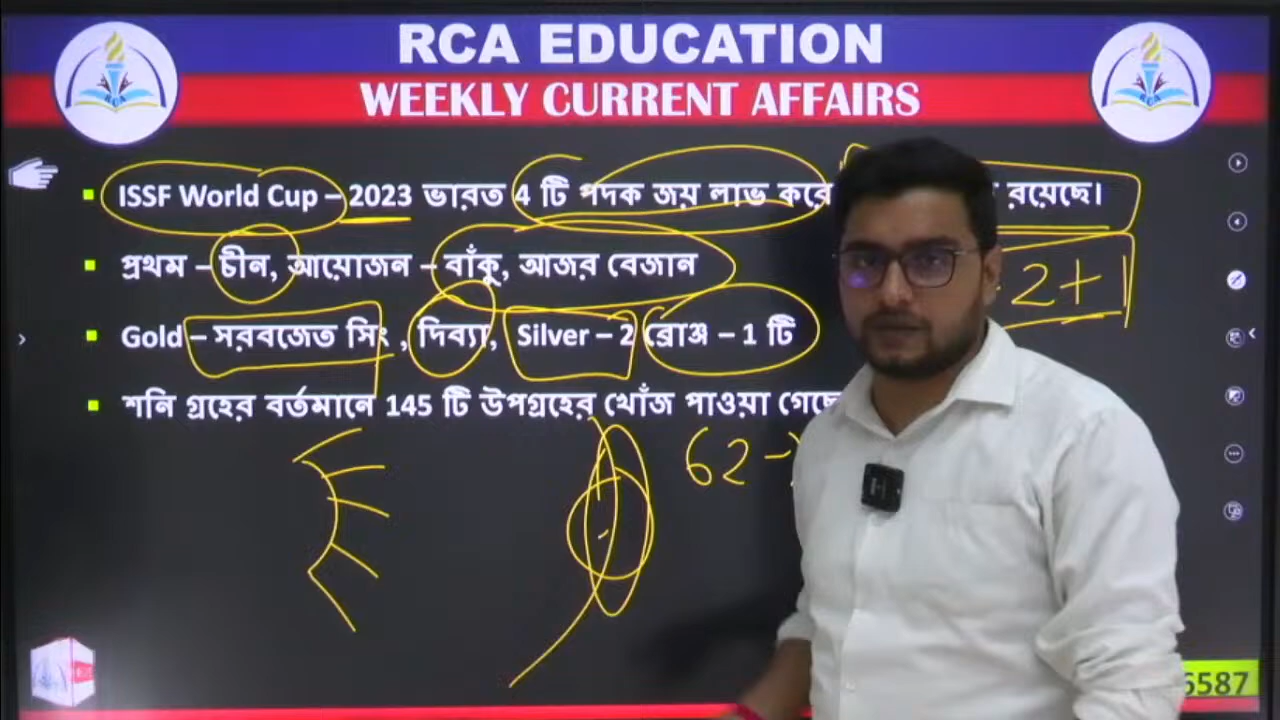 RCA EDUCATION
WEEKLY CURRENT AFFAIRS
ISSF World Cup – 2023 ভারত 4 টি পদক জয় লাভ করে রয়েছে।
প্রথম – চীন, আয়োজন – বাঁকু, আজর বেজান
2+1
Gold – সরবজেত সিং , দিব্যা, Silver – 2 ব্রোঞ্জ – 1 টি
শনি গ্রহের বর্তমানে 145 টি উপগ্রহের খোঁজ পাওয়া গেছে
62
6587